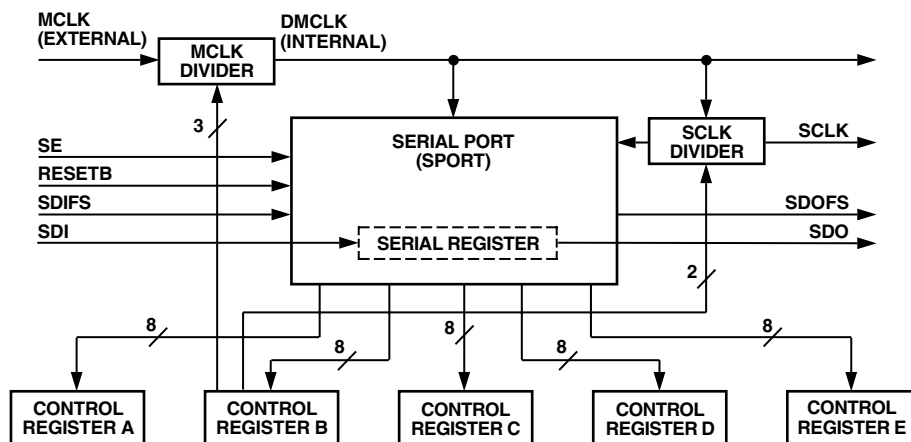 MCLK
(EXTERNAL)
MCLK
DIVIDER
DMCLK
(INTERNAL)
3
SE
RESETB
SDIFS
SDI
SERIAL PORT
(SPORT)
SERIAL REGISTER
SCLK
DIVIDER
SCLK
SDOFS
SDO
2
8
8
8
8
8
CONTROL
REGISTER A
CONTROL
REGISTER B
CONTROL
REGISTER C
CONTROL
REGISTER D
CONTROL
REGISTER E